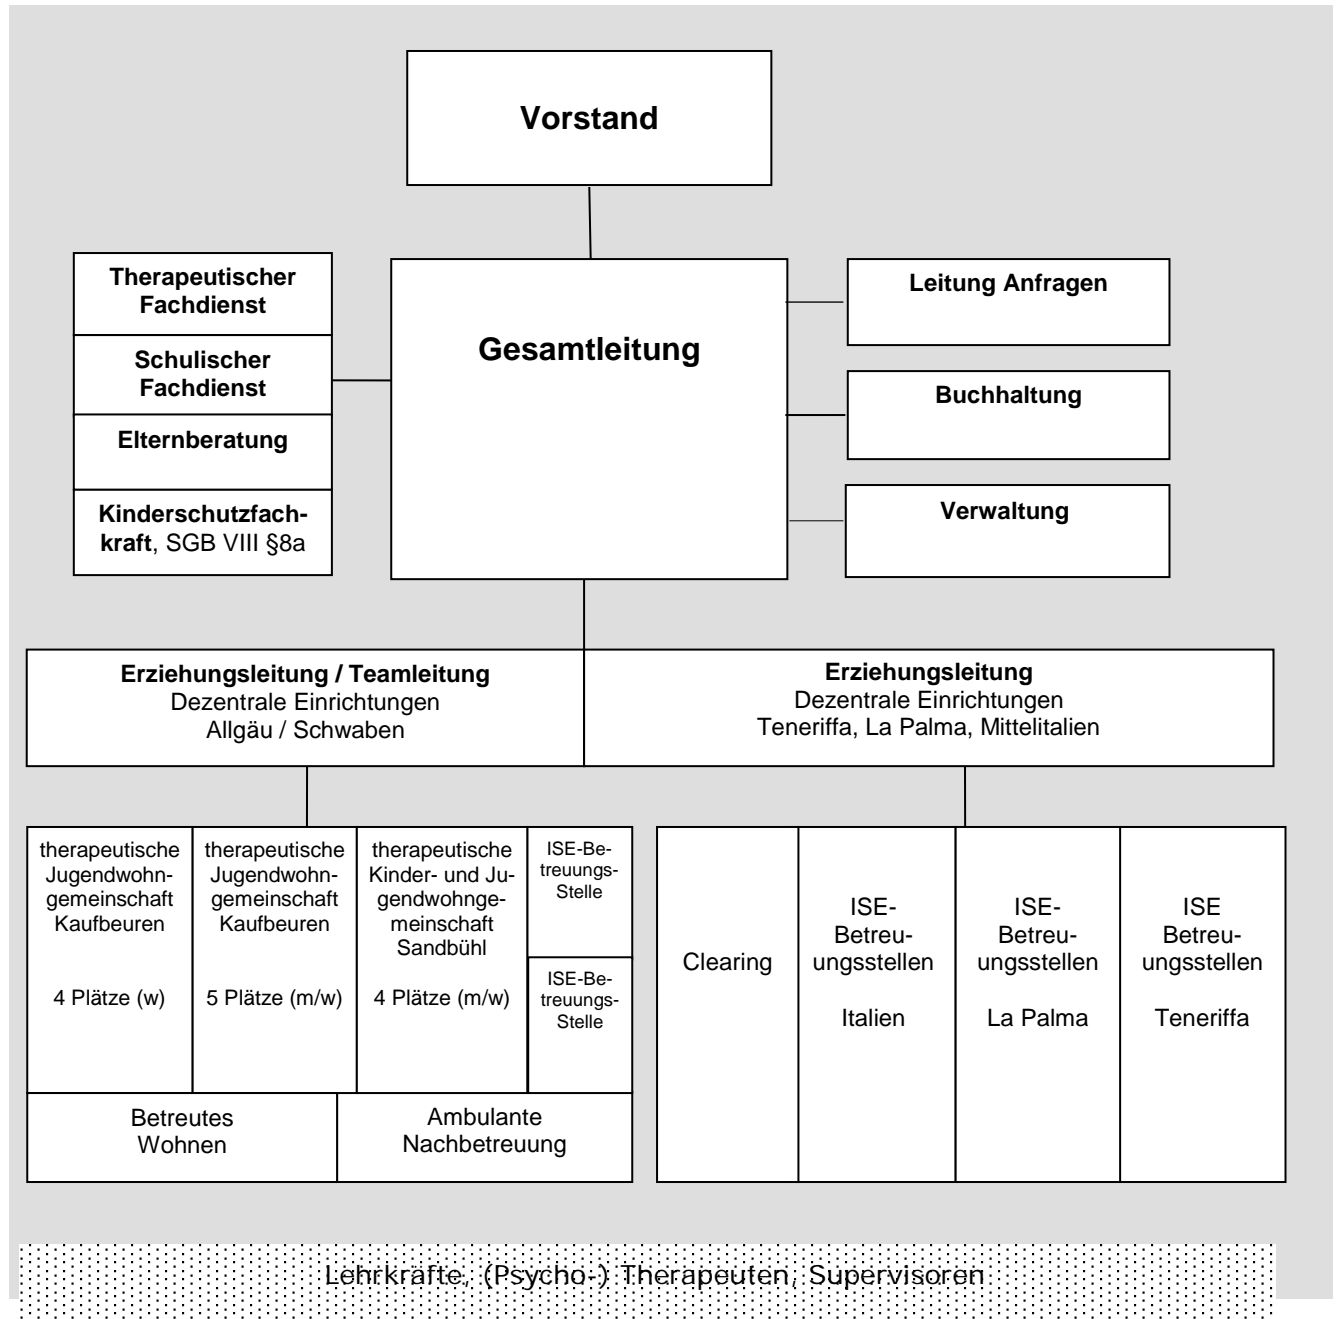 Vorstand
Therapeutischer
Fachdienst
Schulischer
Fachdienst
Elternberatung
Kinderschutzfach-
kraft, SGB VIII §8a
Gesamtleitung
Leitung Anfragen
Buchhaltung
Verwaltung
Erziehungsleitung / Teamleitung
Dezentrale Einrichtungen
Allgäu / Schwaben
Erziehungsleitung
Dezentrale Einrichtungen
Teneriffa, La Palma, Mittelitalien
therapeutische
Jugendwohn-
gemeinschaft
Kaufbeuren
4 Plätze (w)
therapeutische
Jugendwohn-
gemeinschaft
Kaufbeuren
5 Plätze (m/w)
therapeutische
Kinder- und Ju-
gendwohnge-
meinschaft
Sandbühl
4 Plätze (m/w)
ISE-Be-
treuungs-
Stelle
ISE-Be-
treuungs-
Stelle
Betreutes
Wohnen
Ambulante
Nachbetreuung
Clearing
ISE-
Betreu-
ungsstellen
Italien
ISE-
Betreu-
ungsstellen
La Palma
ISE
Betreu-
ungsstellen
Teneriffa
Lehrkräfte, (Psycho-) Therapeuten, Supervisoren